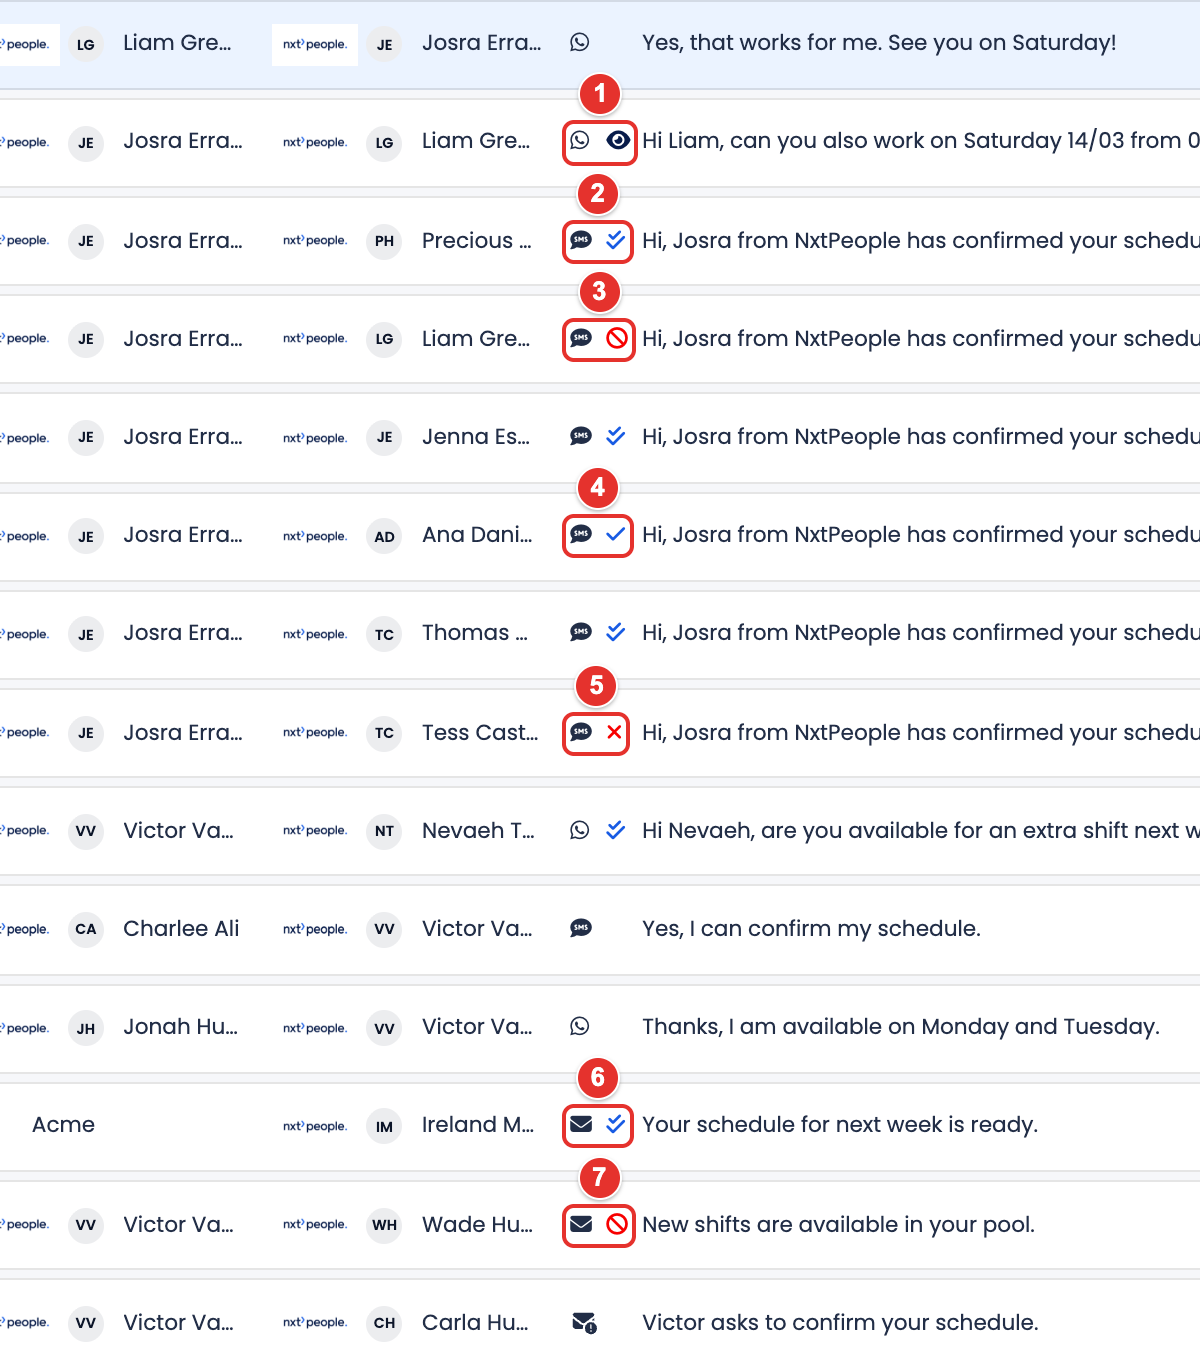 people. LG Liam Gre... nxt people. JE Josra Erra... Yes, that works for me. See you on Saturday!
1
people. JE Josra Erra... nxt people. LG Liam Gre... Hi Liam, can you also work on Saturday 14/03 from 0
2
people. JE Josra Erra... nxt people. PH Precious ... SMS Hi, Josra from NxtPeople has confirmed your schedu
3
people. JE Josra Erra... nxt people. LG Liam Gre... SMS Hi, Josra from NxtPeople has confirmed your schedu
people. JE Josra Erra... nxt people. JE Jenna Es... SMS Hi, Josra from NxtPeople has confirmed your schedu
4
people. JE Josra Erra... nxt people. AD Ana Dani... SMS Hi, Josra from NxtPeople has confirmed your schedu
people. JE Josra Erra... nxt people. TC Thomas ... SMS Hi, Josra from NxtPeople has confirmed your schedu
5
people. JE Josra Erra... nxt people. TC Tess Cast... SMS Hi, Josra from NxtPeople has confirmed your schedu
people. VV Victor Va... nxt people. NT Nevaeh T... Hi Nevaeh, are you available for an extra shift next w
people. CA Charlee Ali nxt people. VV Victor Va... SMS Yes, I can confirm my schedule.
people. JH Jonah Hu... nxt people. VV Victor Va... Thanks, I am available on Monday and Tuesday.
6
Acme nxt people. IM Ireland M... Your schedule for next week is ready.
7
people. VV Victor Va... nxt people. WH Wade Hu... New shifts are available in your pool.
people. VV Victor Va... nxt people. CH Carla Hu... Victor asks to confirm your schedule.